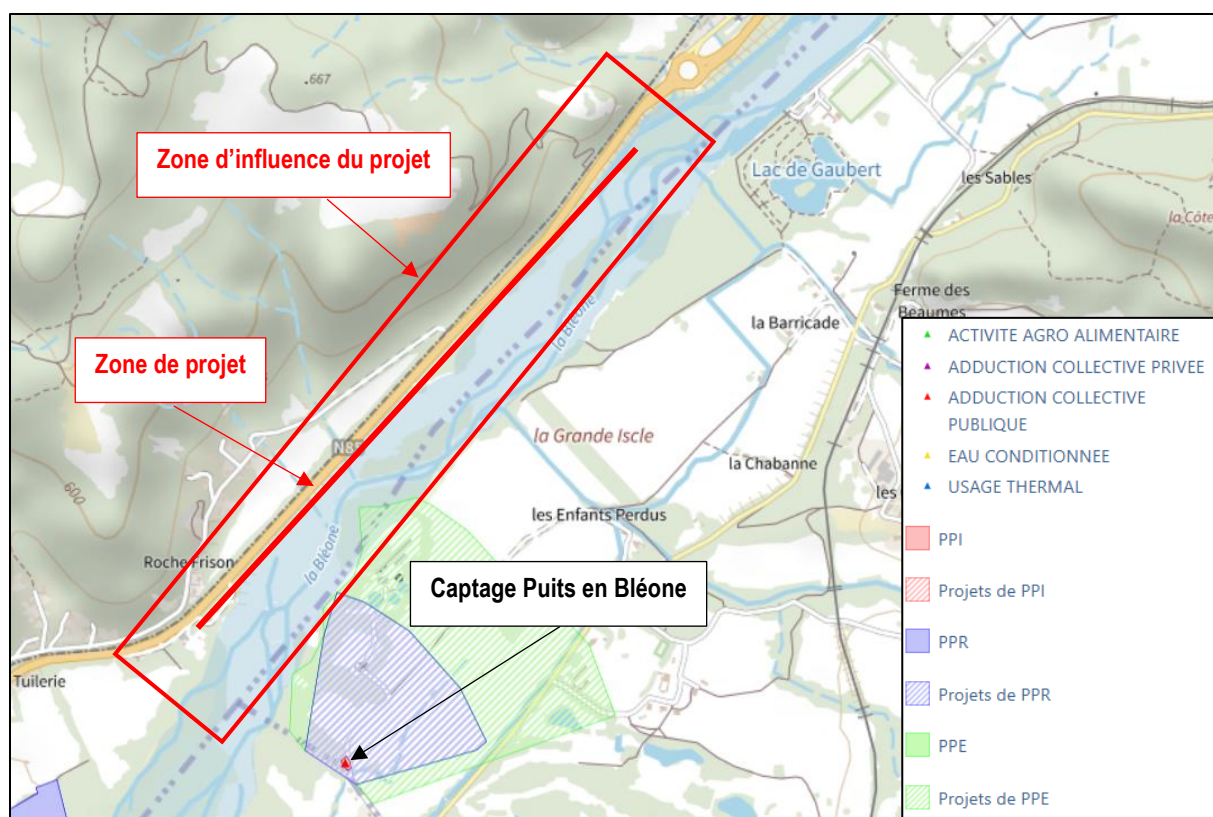 .667
Zone d'influence du projet
Lac de Gaubert
les Sables
la Côte
Ferme des
Beaumes
la Barricade
la Bléone
Zone de projet
N85
la Grande Iscle
la Chabanne
les
600
les Enfants Perdus
Roche Frison
la Bléone
Captage Puits en Bléone
Tuilerie
ACTIVITE AGRO ALIMENTAIRE
ADDUCTION COLLECTIVE PRIVEE
ADDUCTION COLLECTIVE
PUBLIQUE
EAU CONDITIONNEE
USAGE THERMAL
PPI
Projets de PPI
PPR
Projets de PPR
PPE
Projets de PPE